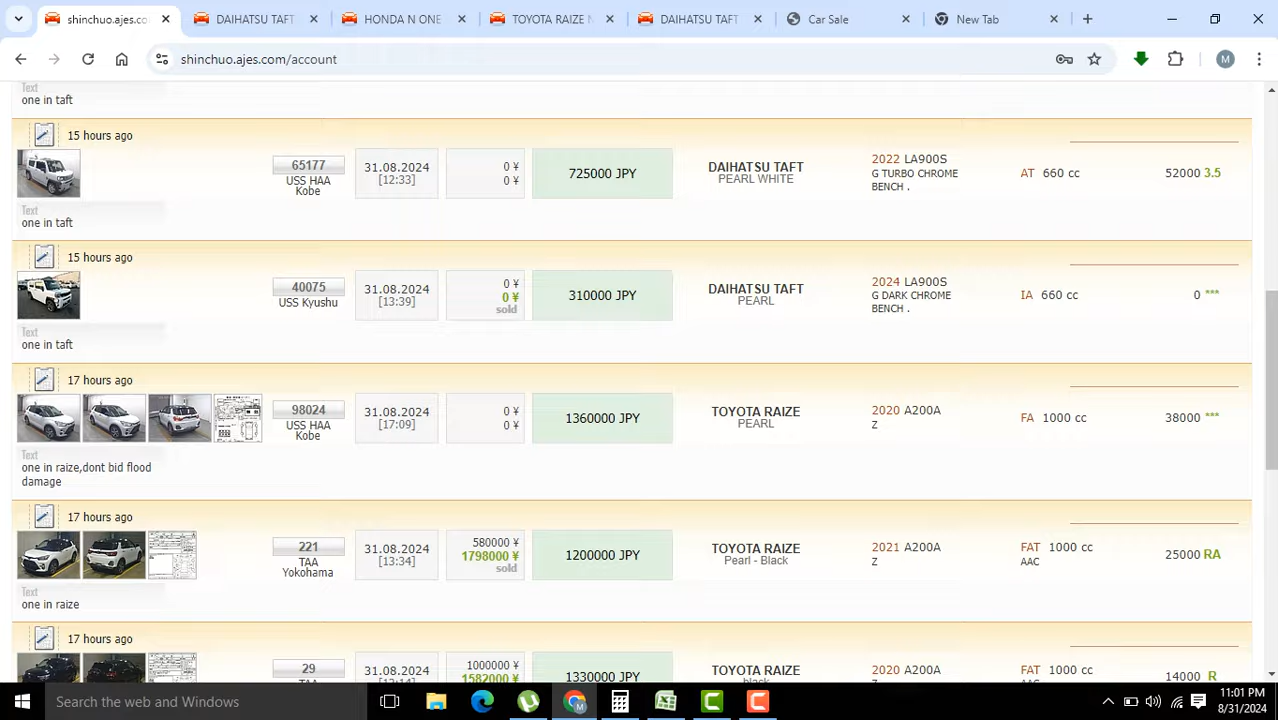 shinchuo.ajes.co
DAIHATSU TAFT
HONDA N ONE
TOYOTA RAIZE N
DAIHATSU TAFT
Car Sale
New Tab
shinchuo.ajes.com/account
M
Text
one in taft
15 hours ago
65177
USS HAA
Kobe
31.08.2024
[12:33]
0 ¥
0 ¥
725000 JPY
DAIHATSU TAFT
PEARL WHITE
2022 LA900S
G TURBO CHROME
BENCH .
AT 660 cc
52000 3.5
Text
one in taft
15 hours ago
40075
USS Kyushu
31.08.2024
[13:39]
0 ¥
0 ¥
sold
310000 JPY
DAIHATSU TAFT
PEARL
2024 LA900S
G DARK CHROME
BENCH .
IA 660 cc
0 ***
Text
one in taft
17 hours ago
98024
USS HAA
Kobe
31.08.2024
[17:09]
0 ¥
0 ¥
1360000 JPY
TOYOTA RAIZE
PEARL
2020 A200A
Z
FA 1000 cc
38000 ***
Text
one in raize,dont bid flood
damage
17 hours ago
221
TAA
Yokohama
31.08.2024
[13:34]
580000 ¥
1798000 ¥
sold
1200000 JPY
TOYOTA RAIZE
Pearl - Black
2021 A200A
Z
FAT 1000 cc
AAC
25000 RA
Text
one in raize
17 hours ago
29
TAA
31.08.2024
[13:14]
1000000 ¥
1582000 ¥
1330000 JPY
TOYOTA RAIZE
black
2020 A200A
Z
FAT 1000 cc
AAC
14000 R
Search the web and Windows
11:01 PM
8/31/2024